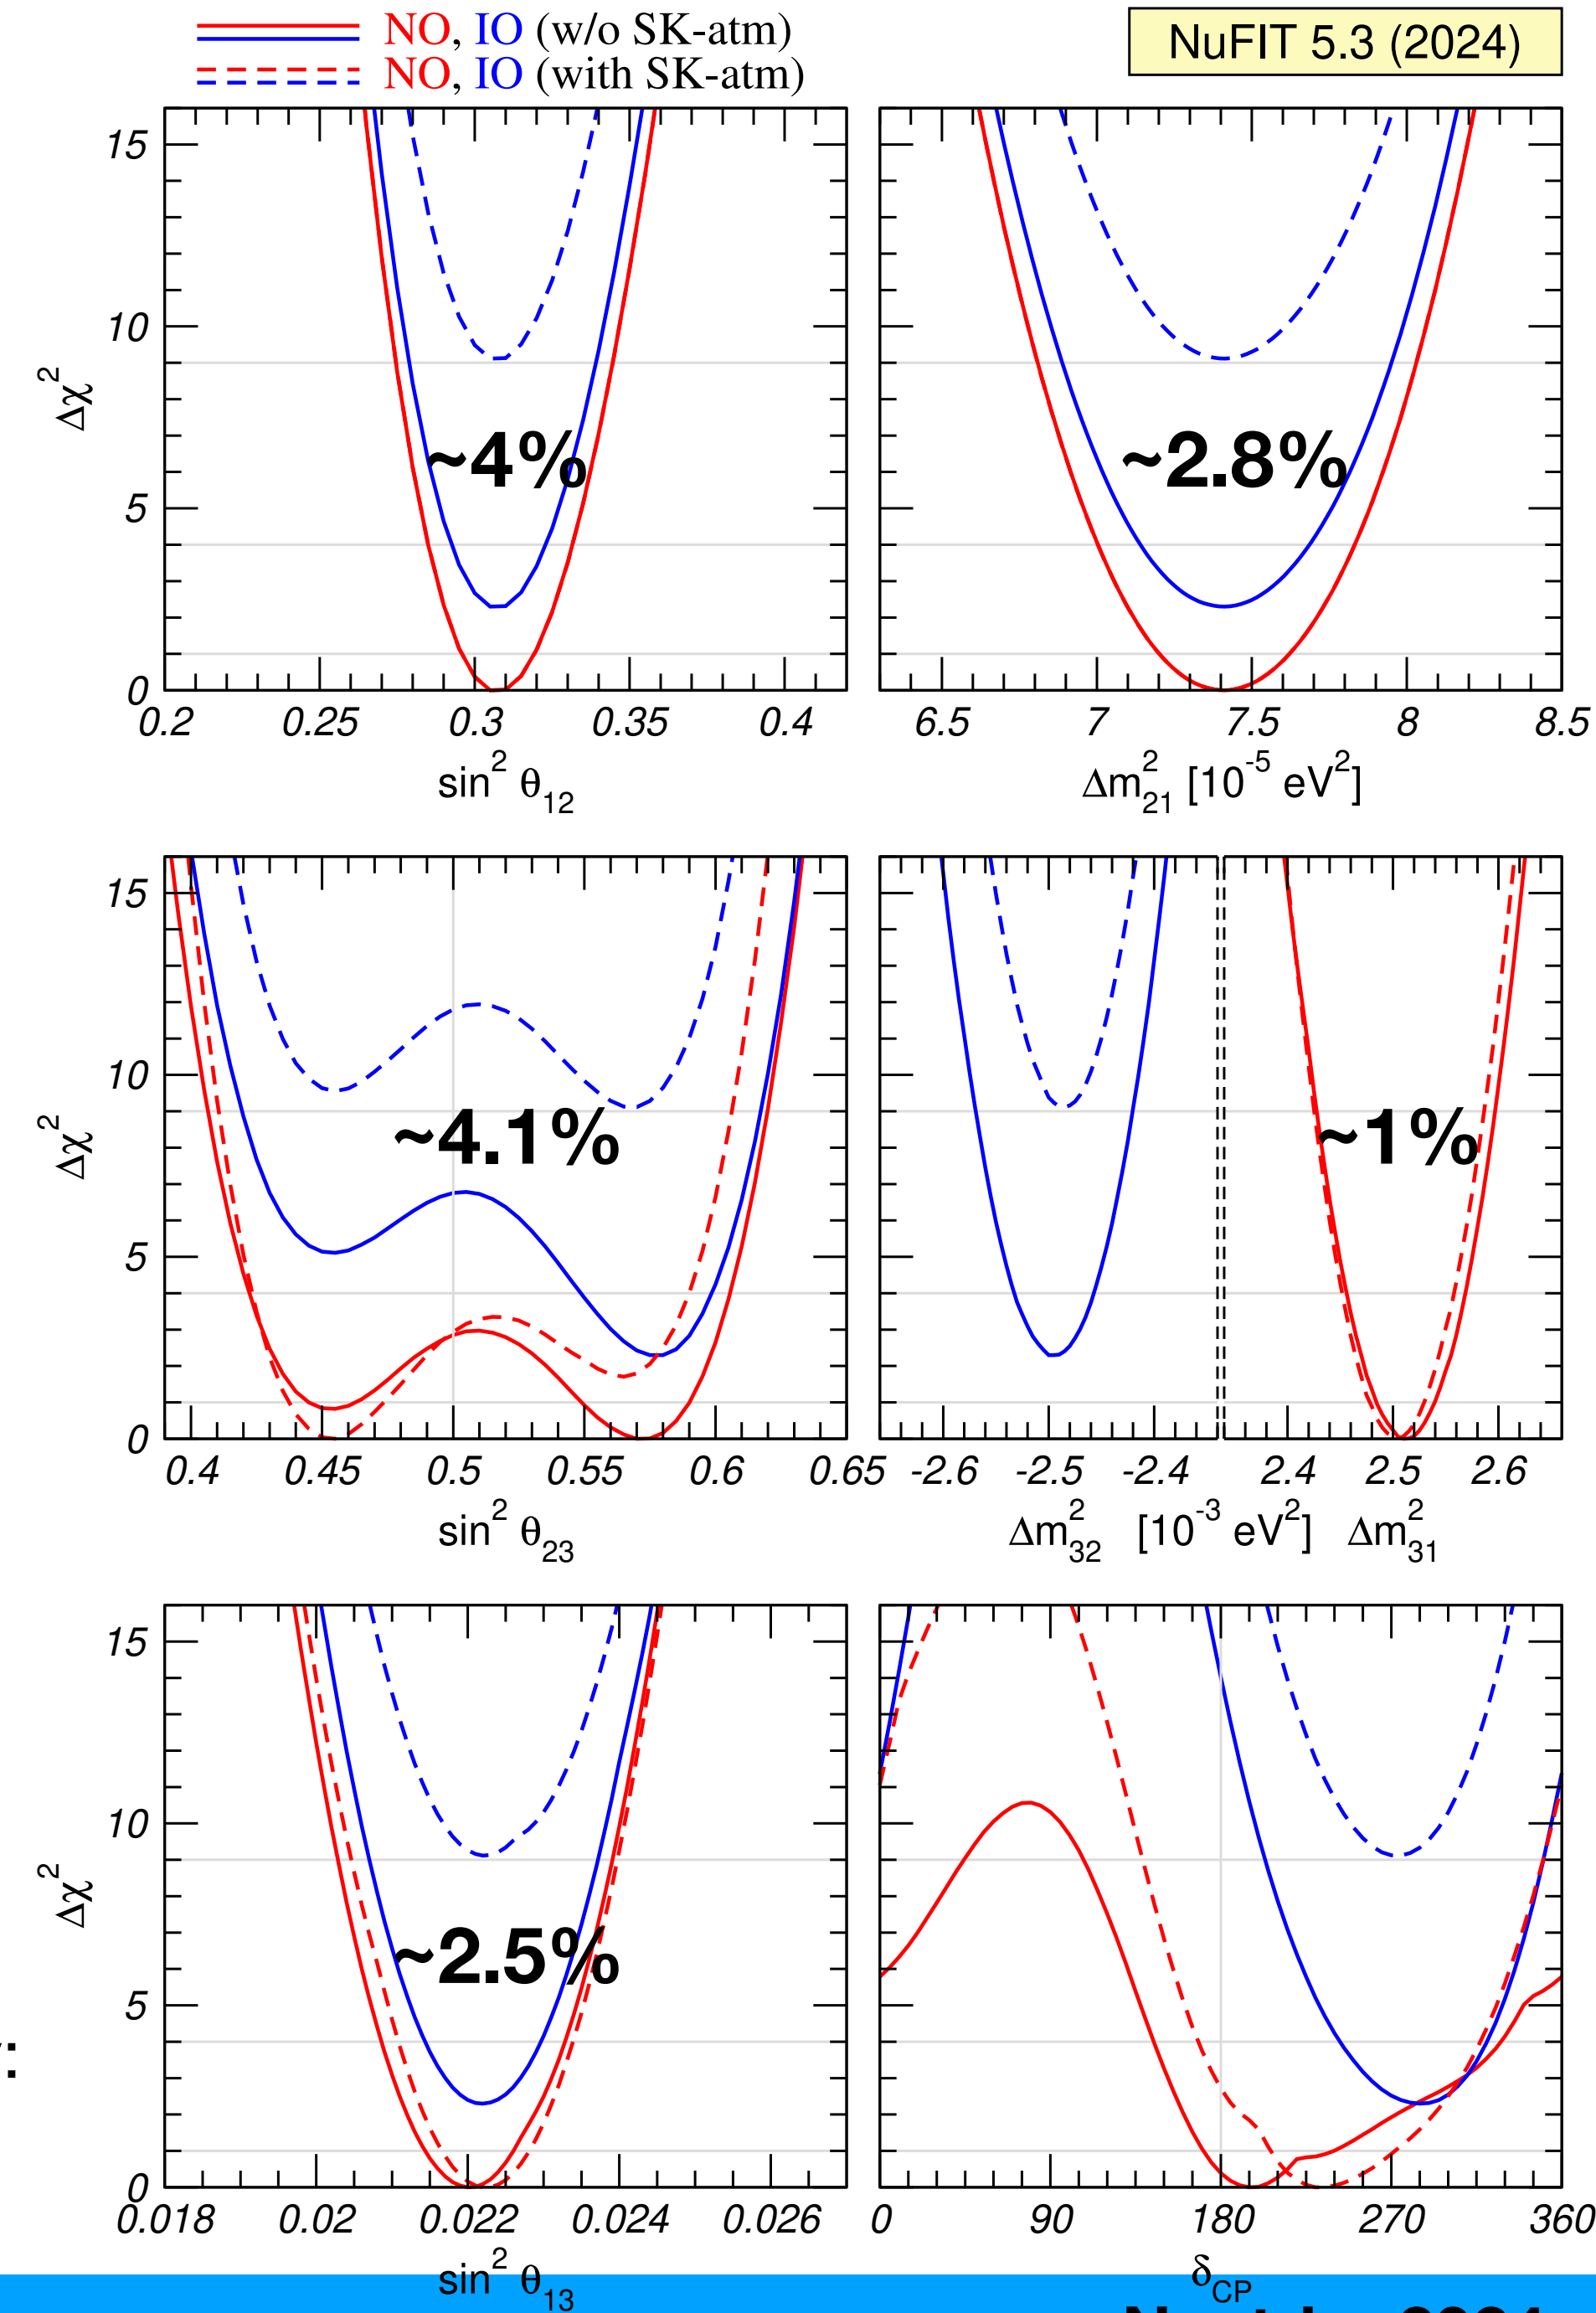 NO, IO (w/o SK-atm)
NO, IO (with SK-atm)
NuFIT 5.3 (2024)
15
10
5
0
Δχ²
~4%
~2.8%
0.2 0.25 0.3 0.35 0.4
6.5 7 7.5 8 8.5
sin² θ₁₂
Δm²₂₁ [10⁻⁵ eV²]
15
10
5
0
Δχ²
~4.1%
~1%
0.4 0.45 0.5 0.55 0.6 0.65
-2.6 -2.5 -2.4 2.4 2.5 2.6
sin² θ₂₃
Δm²₃₂ [10⁻³ eV²] Δm²₃₁
15
10
5
0
Δχ²
~2.5%
0.018 0.02 0.022 0.024 0.026
0 90 180 270 360
sin² θ₁₃
δCP